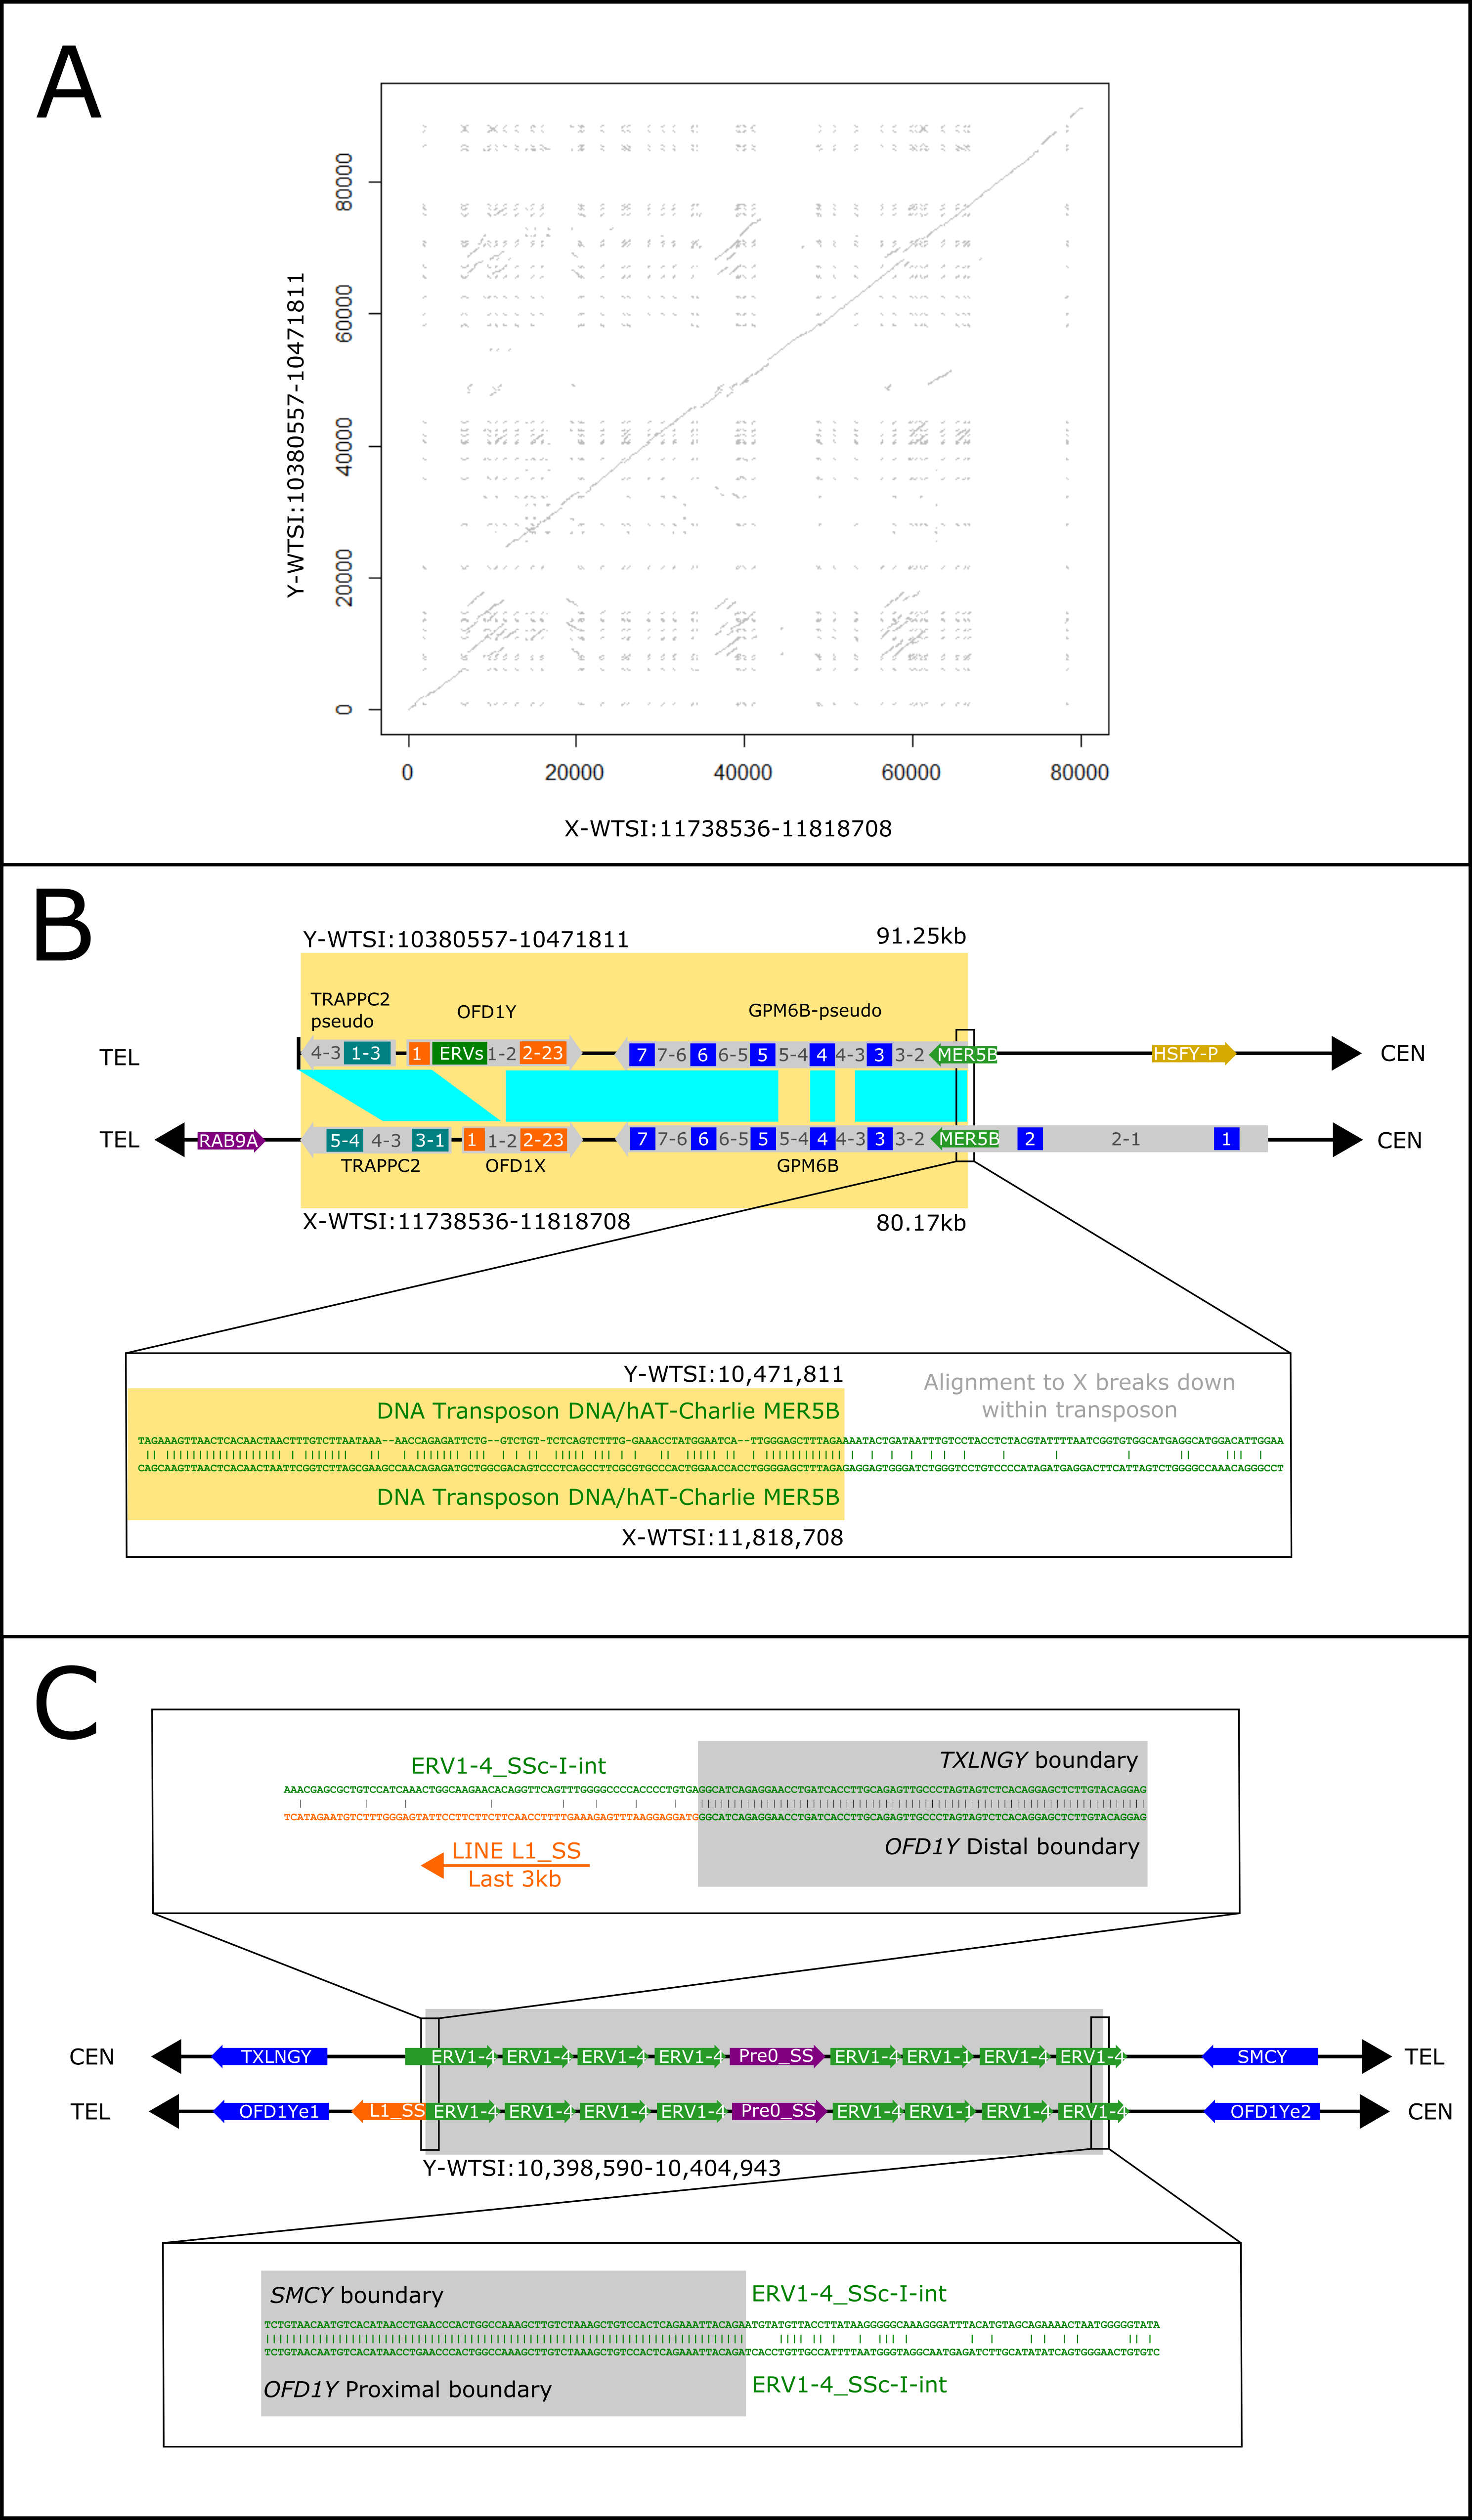 A
Y-WTSI:10380557-10471811
80000
60000
40000
20000
0
0 20000 40000 60000 80000
X-WTSI:11738536-11818708
B
Y-WTSI:10380557-10471811 91.25kb
TRAPPC2
pseudo
OFD1Y GPM6B-pseudo
TEL 4-3 1-3 1 ERVs 1-2 2-23 7 7-6 6 6-5 5 5-4 4 4-3 3 3-2 MER5B HSFY-P CEN
TEL RAB9A 5-4 4-3 3-1 1 1-2 2-23 7 7-6 6 6-5 5 5-4 4 4-3 3 3-2 MER5B 2 2-1 1 CEN
TRAPPC2 OFD1X GPM6B
X-WTSI:11738536-11818708 80.17kb
Y-WTSI:10,471,811
Alignment to X breaks down
within transposon
DNA Transposon DNA/hAT-Charlie MER5B
DNA Transposon DNA/hAT-Charlie MER5B
X-WTSI:11,818,708
C
ERV1-4_SSc-I-int
TXLNGY boundary
AAACGAGCGCTGTCCATCAAACTGGCAAGAACACAGGTTCAGTTTGGGGCCCCACCCCTGTGAGGCATCAGAGGAACCTGATCACCTTGCAGAGTTGCCCTAGTAGTCTCACAGGAGCTCTTGTACAGGAG
TCATAGAATGTCTTTGGGAGTATTCCTTCTTCTTCAACCTTTTGAAAGAGTTTAAGGAGGATGGGCATCAGAGGAACCTGATCACCTTGCAGAGTTGCCCTAGTAGTCTCACAGGAGCTCTTGTACAGGAG
OFD1Y Distal boundary
LINE L1_SS
Last 3kb
CEN TXLNGY ERV1-4 ERV1-4 ERV1-4 ERV1-4 Pre0_SS ERV1-4 ERV1-1 ERV1-4 ERV1-4 SMCY TEL
TEL OFD1Ye1 L1_SS ERV1-4 ERV1-4 ERV1-4 ERV1-4 Pre0_SS ERV1-4 ERV1-1 ERV1-4 ERV1-4 OFD1Ye2 CEN
Y-WTSI:10,398,590-10,404,943
SMCY boundary
ERV1-4_SSc-I-int
TCTGTAACAATGTCACATAACCTGAACCCACTGGCCAAAGCTTGTCTAAAGCTGTCCACTCAGAAATTACAGAATGTATGTTACCTTATAAGGGGGCAAAGGGATTTACATGTAGCAGAAAACTAATGGGGGTATA
TCTGTAACAATGTCACATAACCTGAACCCACTGGCCAAAGCTTGTCTAAAGCTGTCCACTCAGAAATTACAGATCACCTGTTGCCATTTTAATGGGTAGGCAATGAGATCTTGCATATATCAGTGGGAACTGTGTC
OFD1Y Proximal boundary
ERV1-4_SSc-I-int